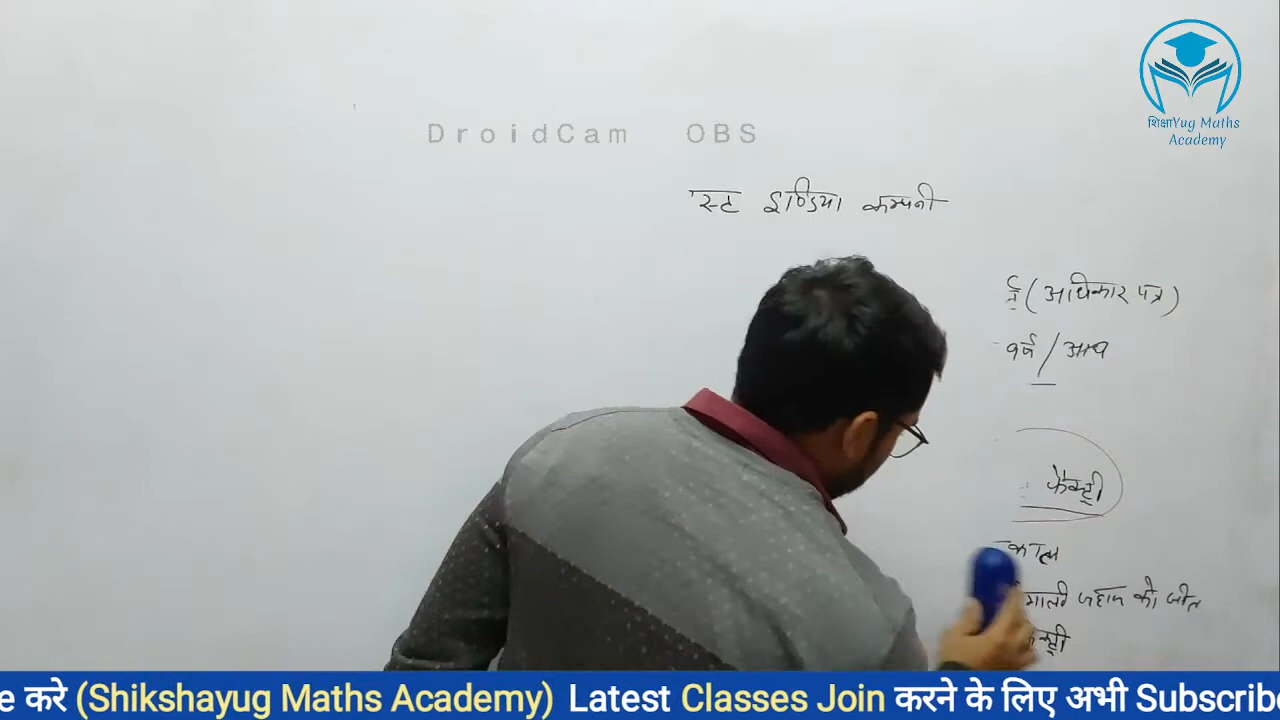 शिक्षाYug Maths
Academy
DroidCam OBS
स्ट इण्डिया कम्पनी
(अधिकार पत्र)
वर्ष / आय
फैक्ट्री
काल
जहाज को जीत
क्ट्री
e करे (Shikshayug Maths Academy) Latest Classes Join करने के लिए अभी Subscribe